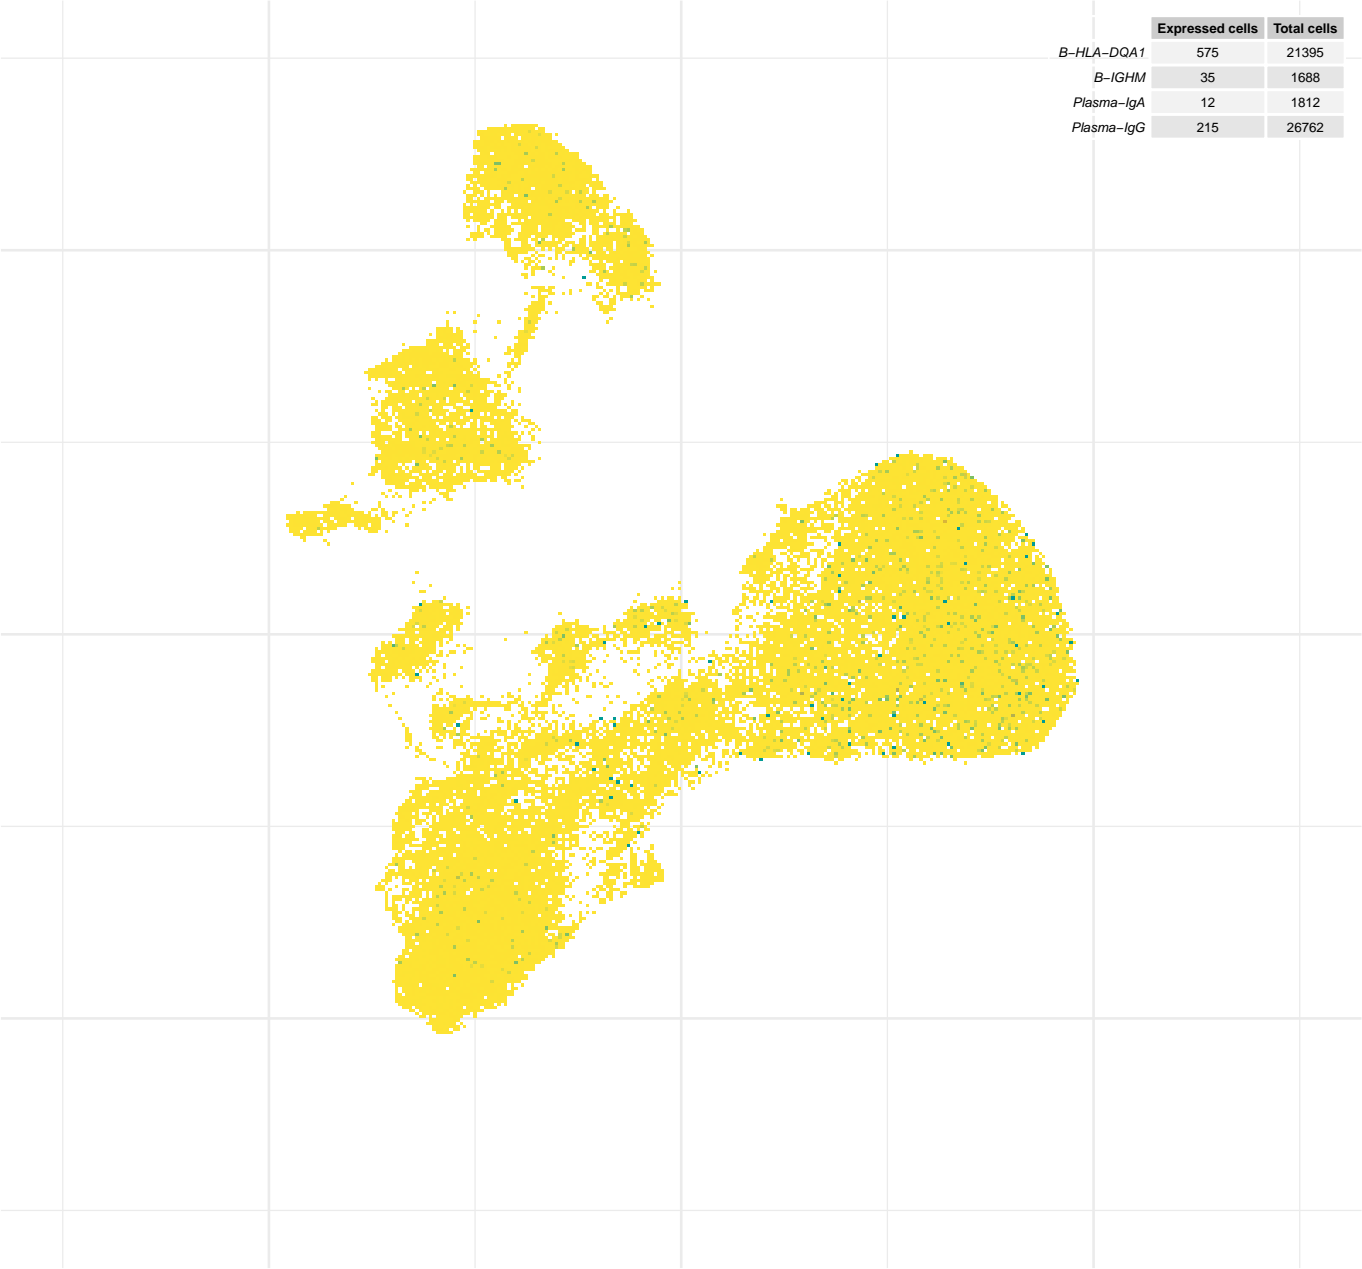 Expressed cells Total cells
B−HLA−DQA1 575 21395
B−IGHM 35 1688
Plasma−IgA 12 1812
Plasma−IgG 215 26762